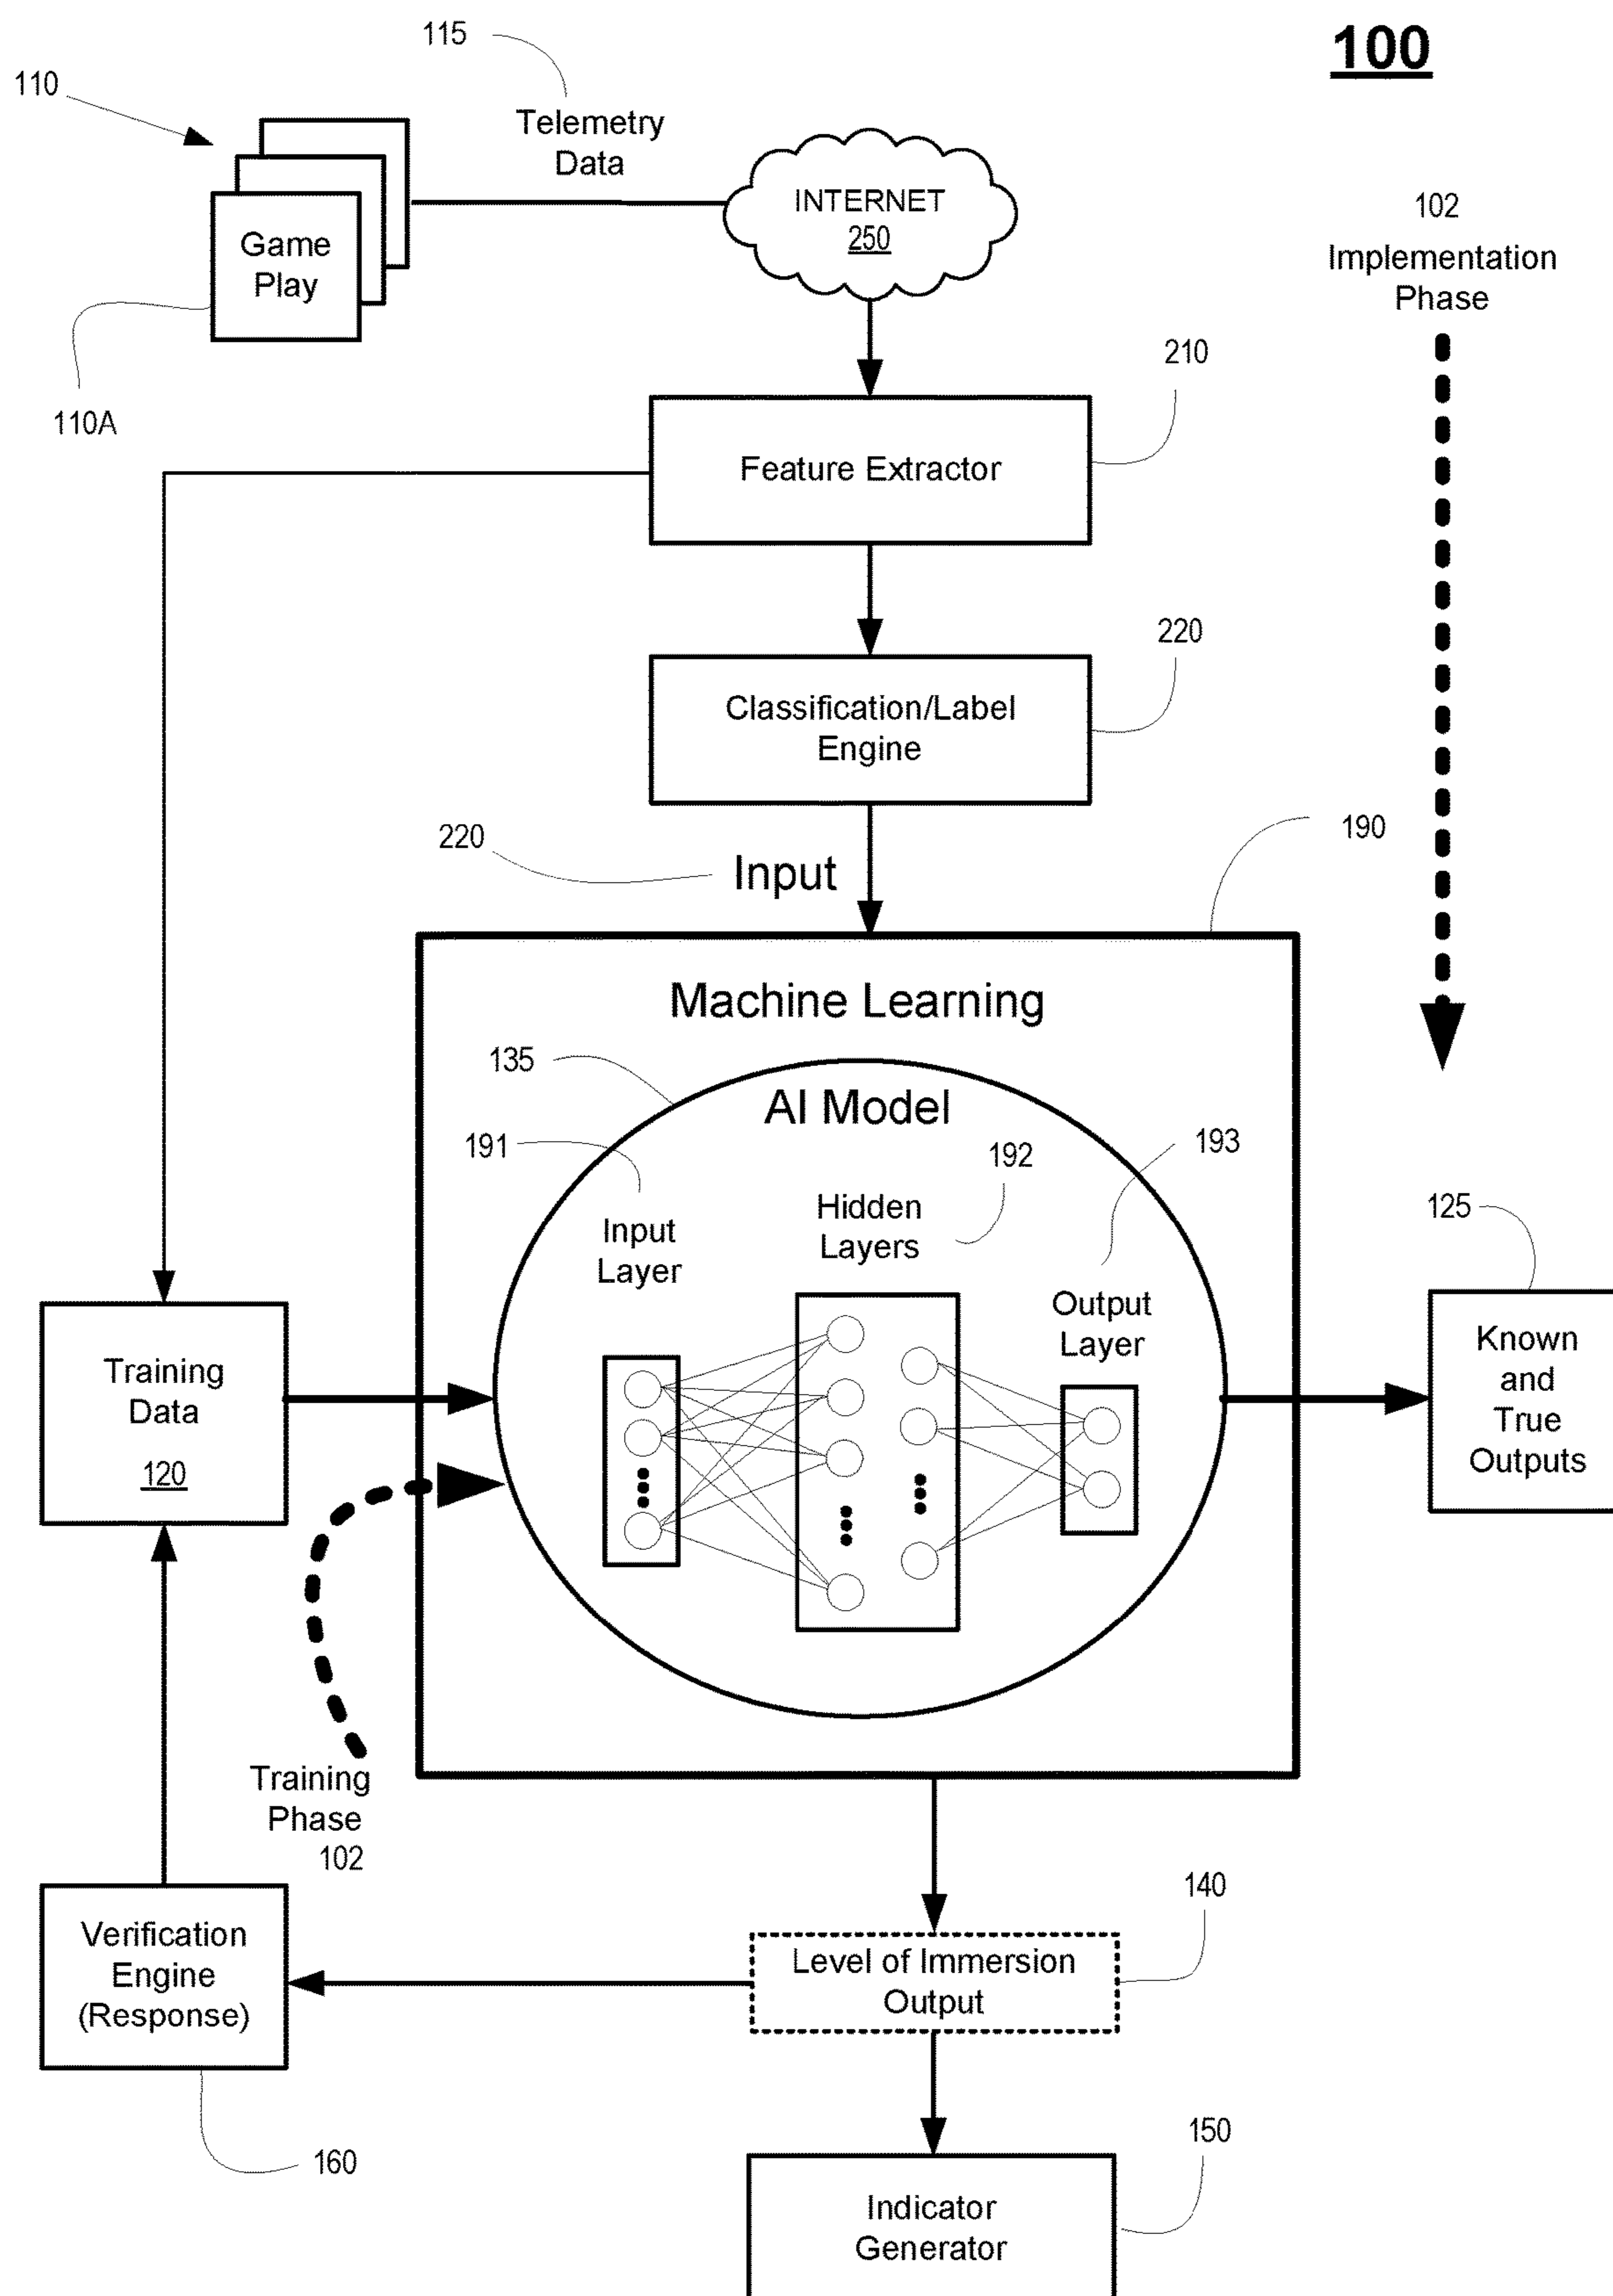 100
115
110
Telemetry
Data
INTERNET
250
Game
Play
110A
102
Implementation
Phase
210
Feature Extractor
220
Classification/Label
Engine
220
Input
190
Machine Learning
135
AI Model
191
192
193
Input
Layer
Hidden
Layers
Output
Layer
125
Known
and
True
Outputs
Training
Data
120
Training
Phase
102
140
Level of Immersion
Output
Verification
Engine
(Response)
160
150
Indicator
Generator